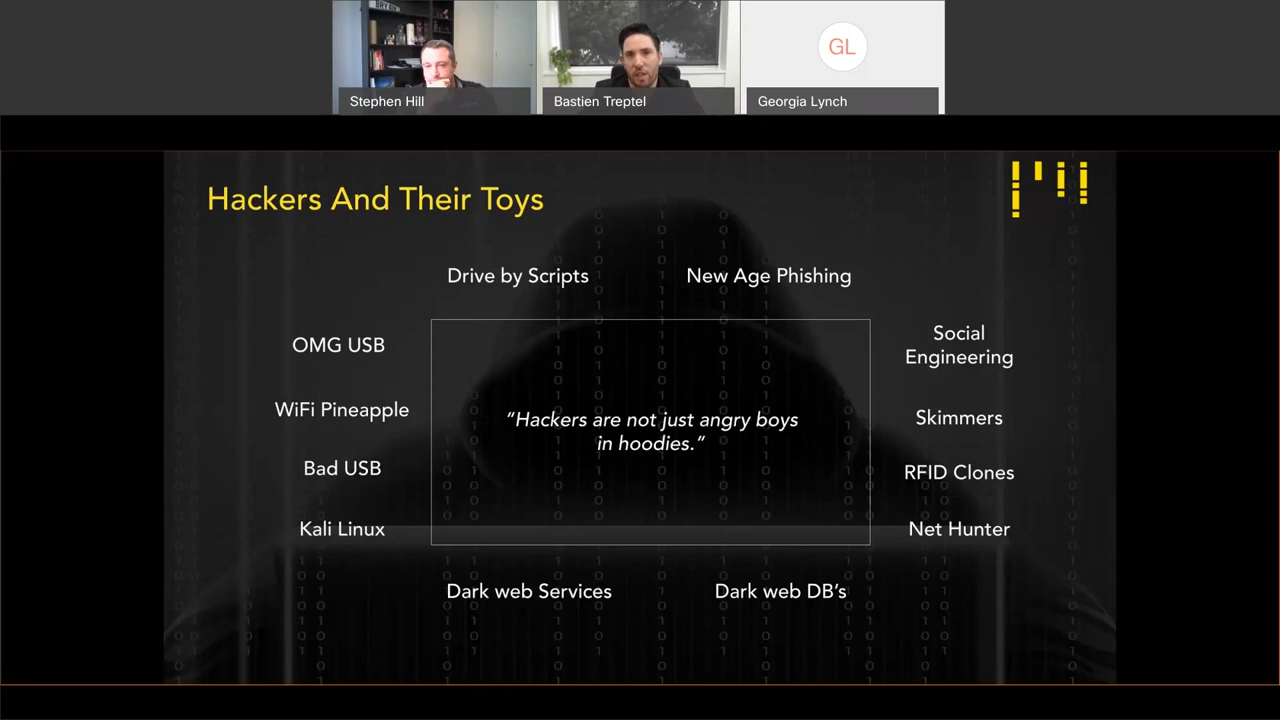 Stephen Hill
Bastien Treptel
GL
Georgia Lynch
Hackers And Their Toys
Drive by Scripts
New Age Phishing
OMG USB
Social
Engineering
WiFi Pineapple
"Hackers are not just angry boys
in hoodies."
Skimmers
Bad USB
RFID Clones
Kali Linux
Net Hunter
Dark web Services
Dark web DB's